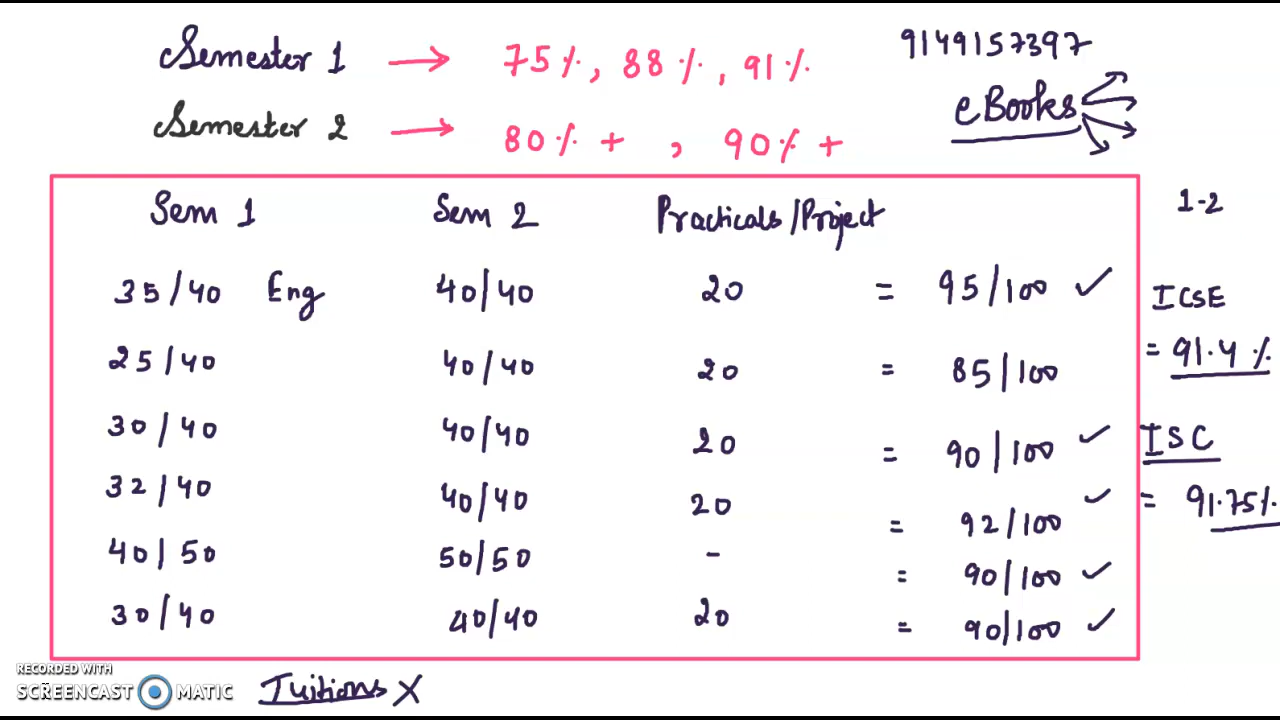 Semester 1 → 75%, 88%, 91%
9149157397
Semester 2 → 80% + , 90% +
eBooks
Sem 1 Sem 2 Practicals/Project
1-2
35/40 Eng 40/40 20 = 95/100 ✓
ICSE
25/40 40/40 20 = 85/100
= 91.4%
30/40 40/40 20 = 90/100 ✓
ISC
32/40 40/40 20 = 92/100 ✓
= 91.75%
40/50 50/50 - = 90/100 ✓
30/40 40/40 20 = 90/100 ✓
RECORDED WITH
SCREENCAST MATIC
Tuitions X